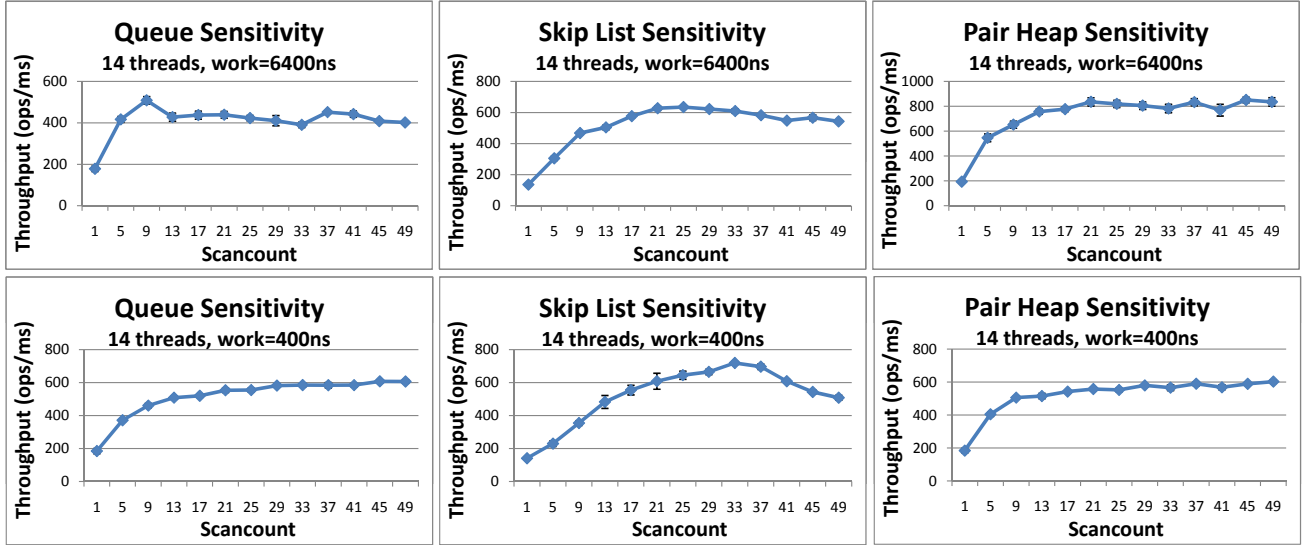 Queue Sensitivity
14 threads, work=6400ns
Throughput (ops/ms)
600
400
200
0
1 5 9 13 17 21 25 29 33 37 41 45 49
Scancount
Skip List Sensitivity
14 threads, work=6400ns
Throughput (ops/ms)
800
600
400
200
0
1 5 9 13 17 21 25 29 33 37 41 45 49
Scancount
Pair Heap Sensitivity
14 threads, work=6400ns
Throughput (ops/ms)
1000
800
600
400
200
0
1 5 9 13 17 21 25 29 33 37 41 45 49
Scancount
Queue Sensitivity
14 threads, work=400ns
Throughput (ops/ms)
800
600
400
200
0
1 5 9 13 17 21 25 29 33 37 41 45 49
Scancount
Skip List Sensitivity
14 threads, work=400ns
Throughput (ops/ms)
800
600
400
200
0
1 5 9 13 17 21 25 29 33 37 41 45 49
Scancount
Pair Heap Sensitivity
14 threads, work=400ns
Throughput (ops/ms)
800
600
400
200
0
1 5 9 13 17 21 25 29 33 37 41 45 49
Scancount